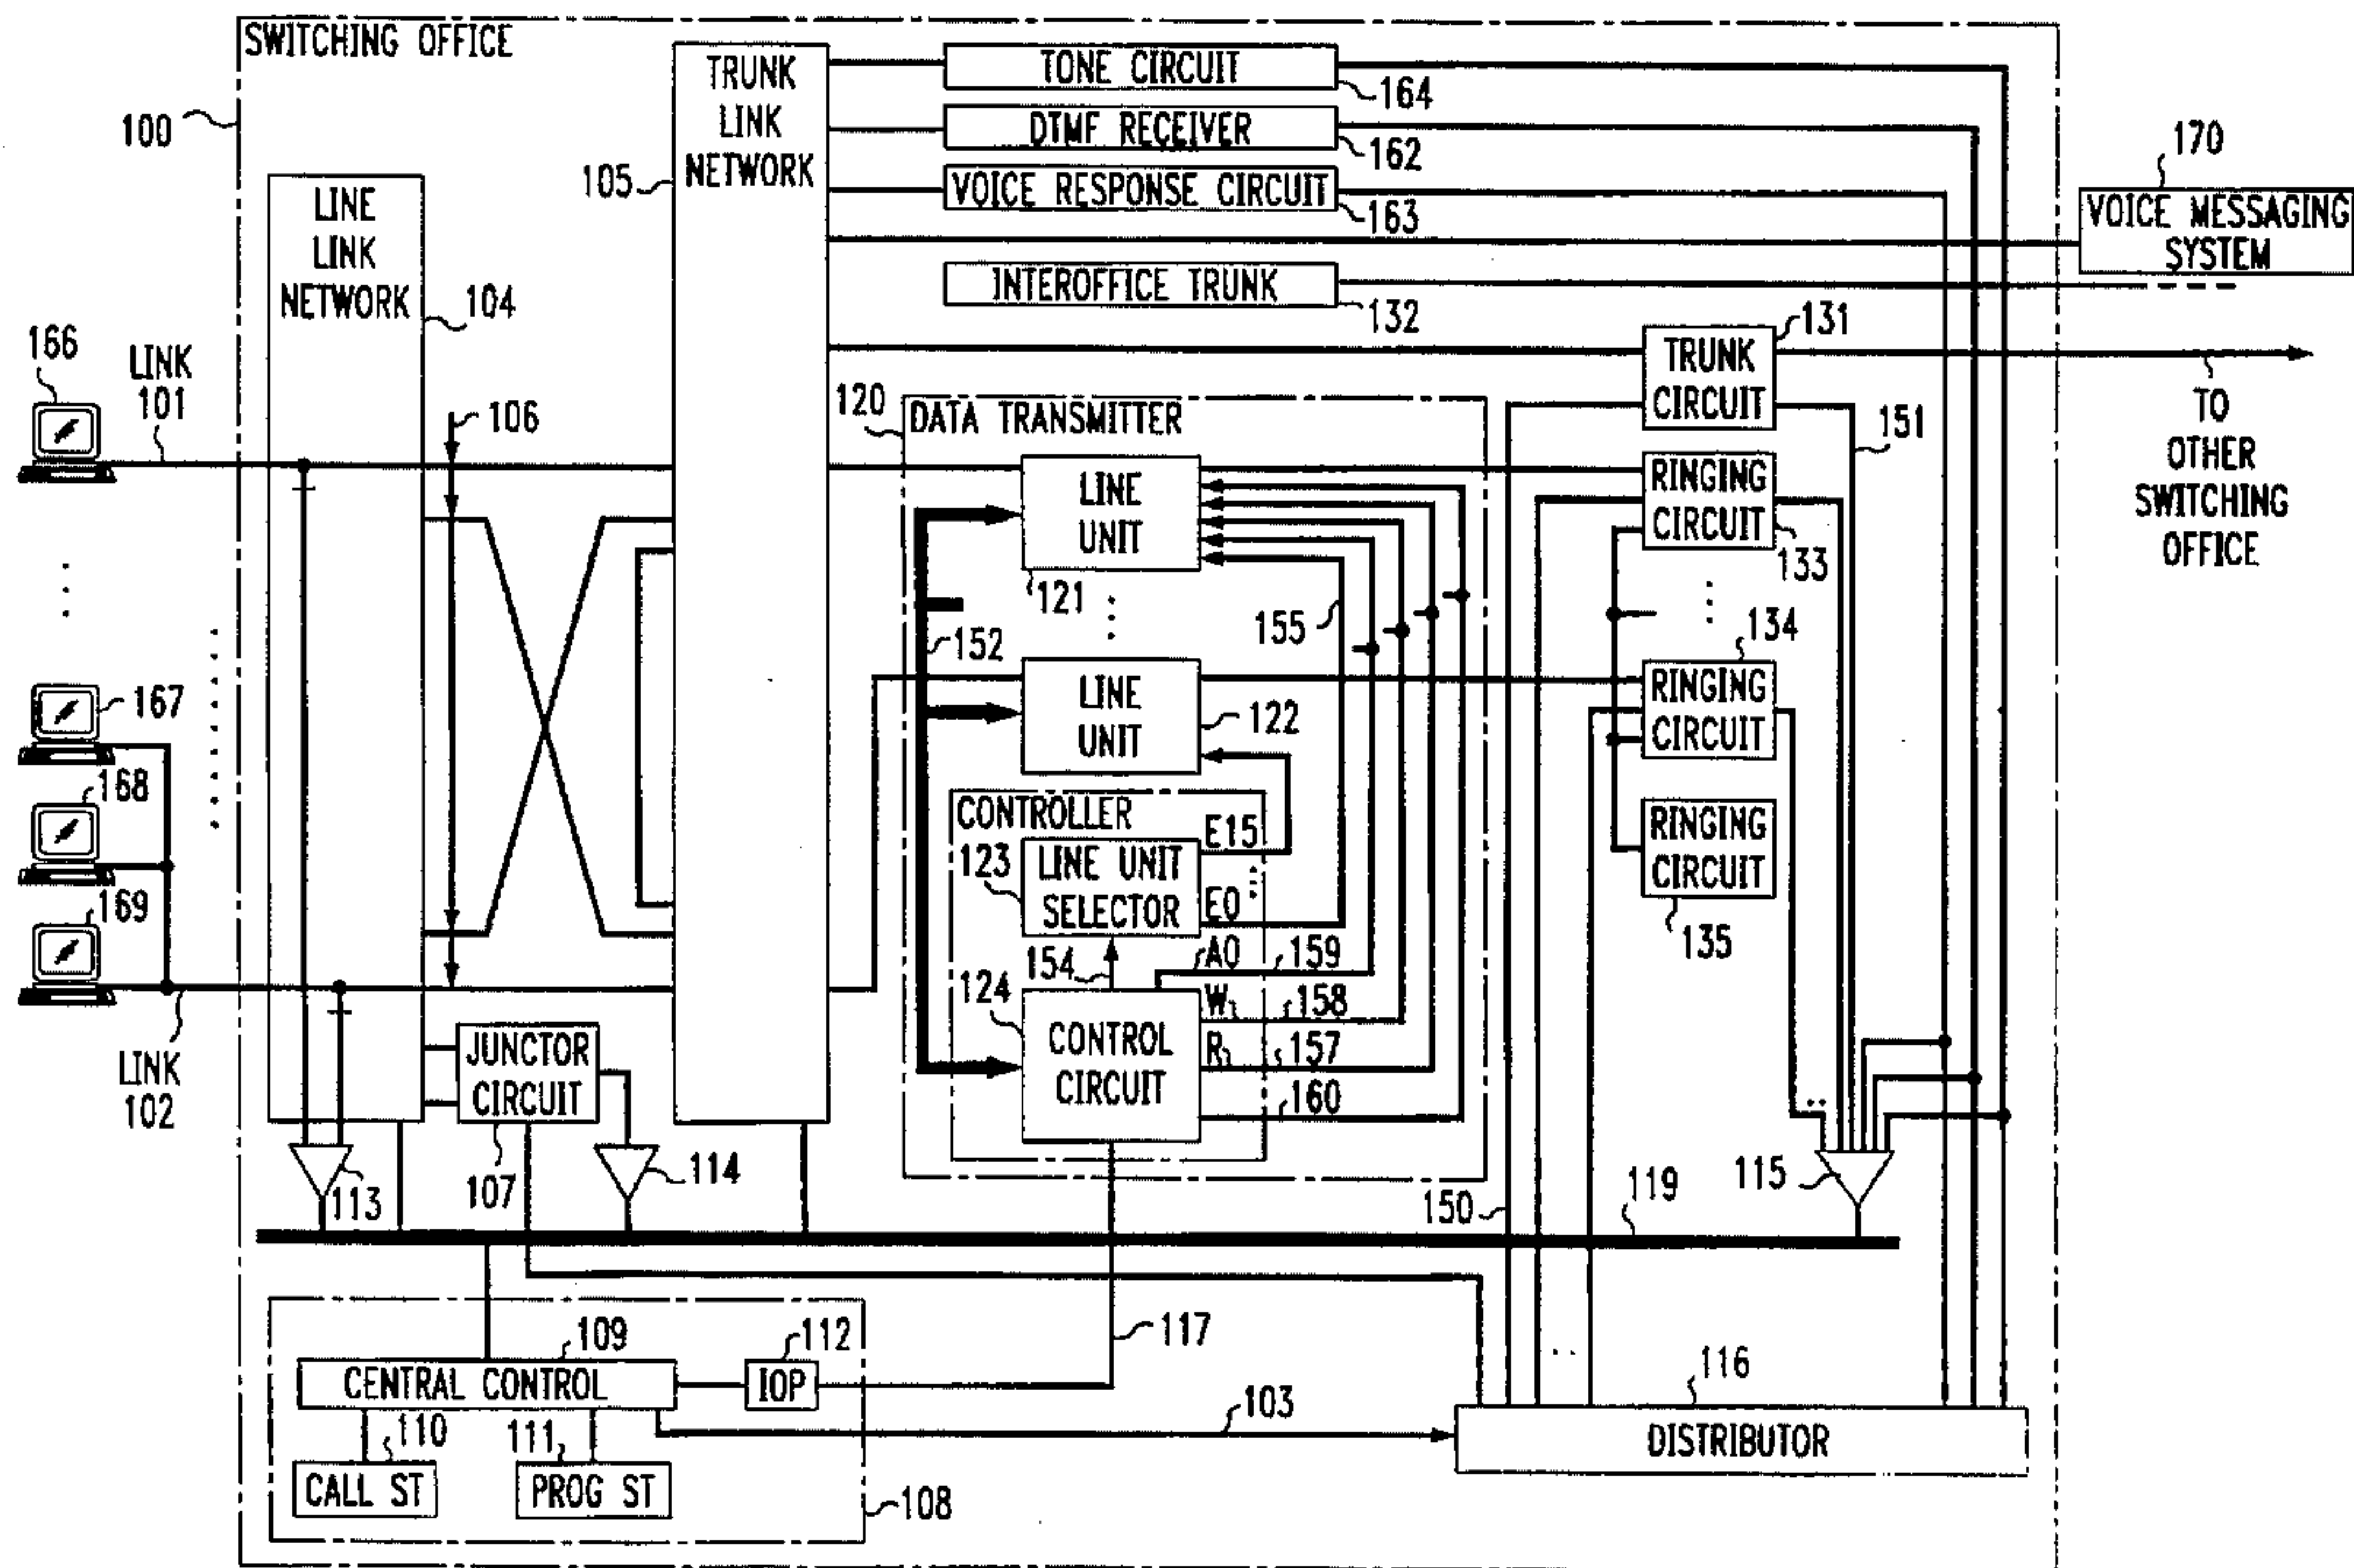 SWITCHING OFFICE
100
LINE
LINK
NETWORK
104
TRUNK
LINK
NETWORK
105
TONE CIRCUIT
164
DTMF RECEIVER
162
VOICE RESPONSE CIRCUIT
163
170
VOICE MESSAGING
SYSTEM
INTEROFFICE TRUNK
132
131
TRUNK
CIRCUIT
151
TO
OTHER
SWITCHING
OFFICE
166
LINK
101
106
120
DATA TRANSMITTER
LINE
UNIT
121
RINGING
CIRCUIT
133
152
155
134
LINE
UNIT
122
RINGING
CIRCUIT
167
168
169
CONTROLLER
E15
123
LINE UNIT
SELECTOR
E0
RINGING
CIRCUIT
135
154
A0
159
124
CONTROL
CIRCUIT
W
158
R
157
160
LINK
102
JUNCTOR
CIRCUIT
107
113
114
115
150
119
109
112
117
CENTRAL CONTROL
IOP
110
111
103
116
DISTRIBUTOR
CALL ST
PROG ST
108